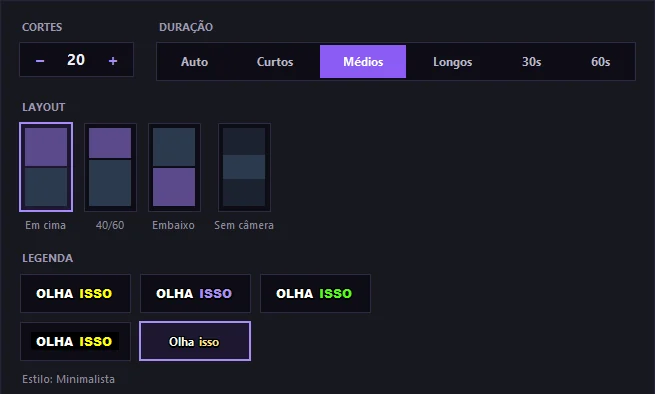 CORTES DURAÇÃO
− 20 + Auto Curtos Médios Longos 30s 60s
LAYOUT
Em cima 40/60 Embaixo Sem câmera
LEGENDA
OLHA ISSO OLHA ISSO OLHA ISSO
OLHA ISSO Olha isso
Estilo: Minimalista